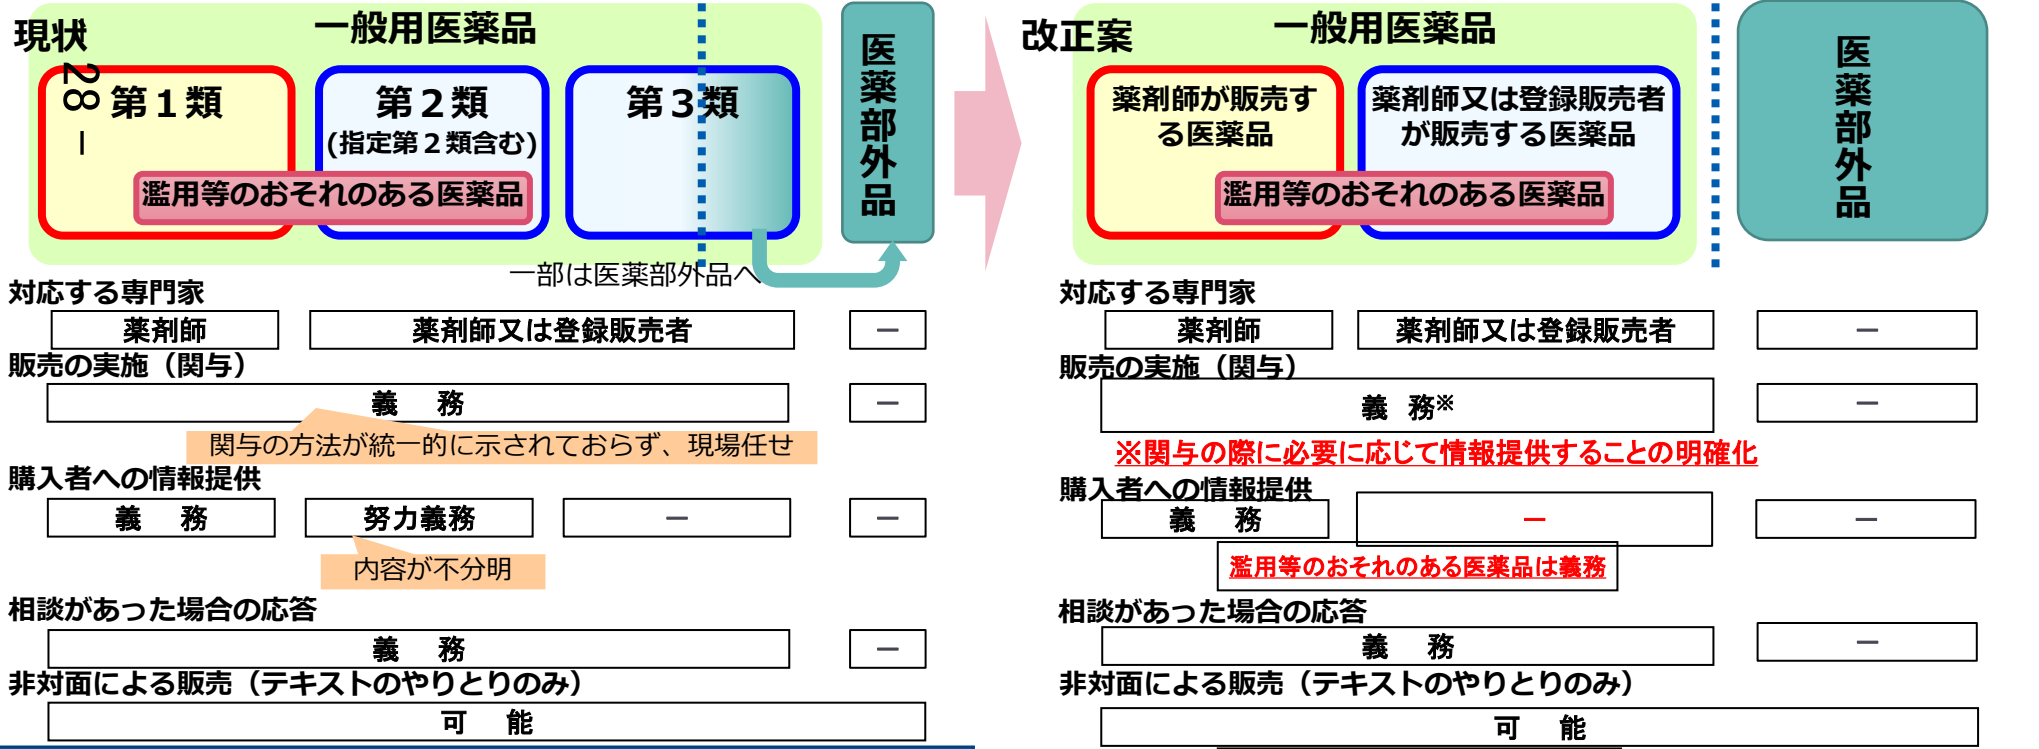 現状
一般用医薬品
28 −
第１類
第２類
(指定第２類含む)
第３類
濫用等のおそれのある医薬品
医薬部外品
一部は医薬部外品へ
対応する専門家
薬剤師
薬剤師又は登録販売者
−
販売の実施（関与）
義　務
−
関与の方法が統一的に示されておらず、現場任せ
購入者への情報提供
義　務
努力義務
−
−
内容が不分明
相談があった場合の応答
義　務
−
非対面による販売（テキストのやりとりのみ）
可　能
改正案
一般用医薬品
薬剤師が販売す
る医薬品
薬剤師又は登録販売者
が販売する医薬品
濫用等のおそれのある医薬品
医薬部外品
対応する専門家
薬剤師
薬剤師又は登録販売者
−
販売の実施（関与）
義　務※
−
※関与の際に必要に応じて情報提供することの明確化
購入者への情報提供
義　務
−
−
濫用等のおそれのある医薬品は義務
相談があった場合の応答
義　務
−
非対面による販売（テキストのやりとりのみ）
可　能